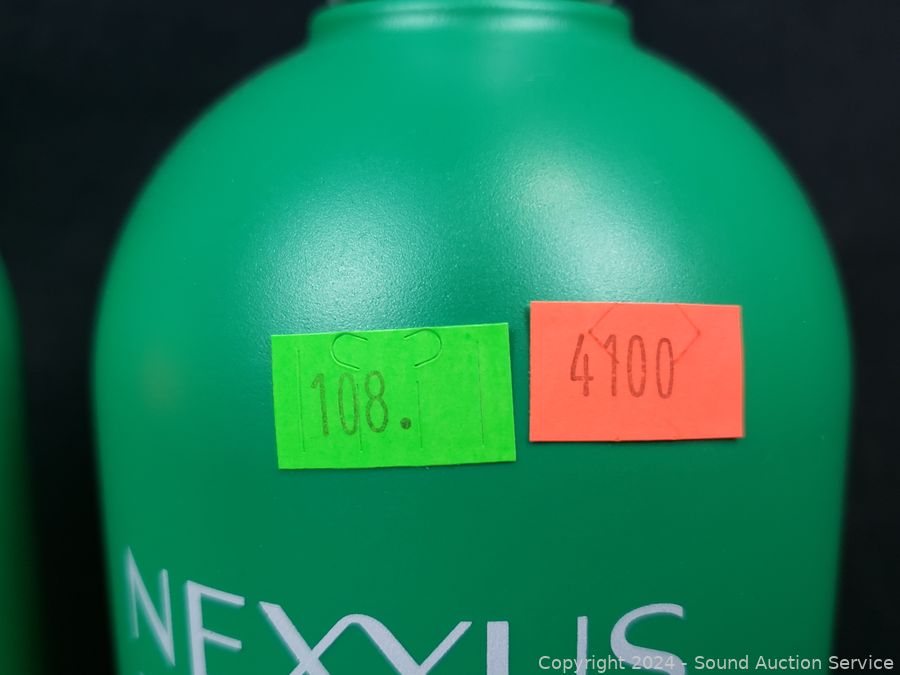 108.
4100
NEXXUS
Copyright 2024 - Sound Auction Service